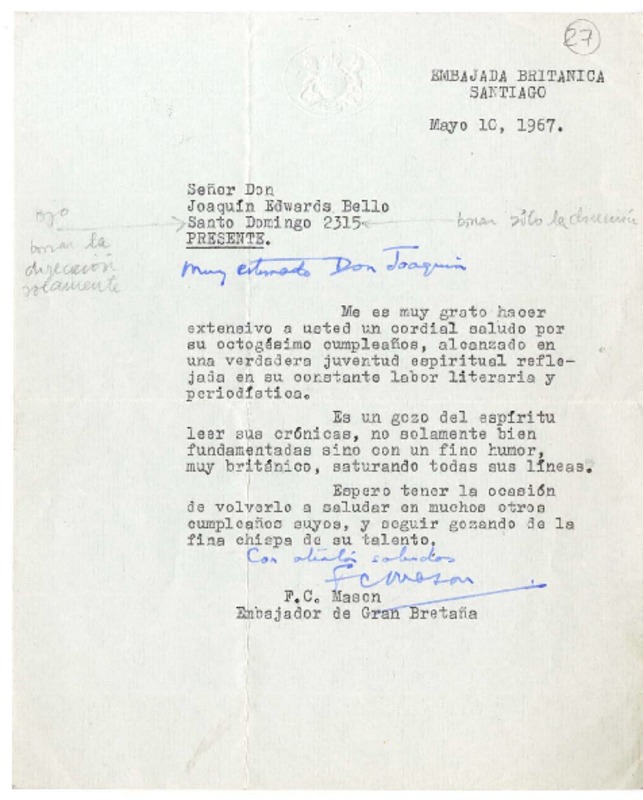 27
EMBAJADA BRITANICA
SANTIAGO
Mayo 10, 1967.
Señor Don
Joaquín Edwards Bello
Santo Domingo 2315
PRESENTE.
ojo
borrar la
dirección
solamente
borrar sólo la dirección
Muy estimado Don Joaquín
Me es muy grato hacer
extensivo a usted un cordial saludo por
su octogésimo cumpleaños, alcanzado en
una verdadera juventud espiritual refle-
jada en su constante labor literaria y
periodística.
Es un gozo del espíritu
leer sus crónicas, no solamente bien
fundamentadas sino con un fino humor,
muy británico, saturando todas sus líneas.
Espero tener la ocasión
de volverlo a saludar en muchos otros
cumpleaños suyos, y seguir gozando de la
fina chispa de su talento.
Con atentos saludos
F C Mason
F.C. Mason
Embajador de Gran Bretaña